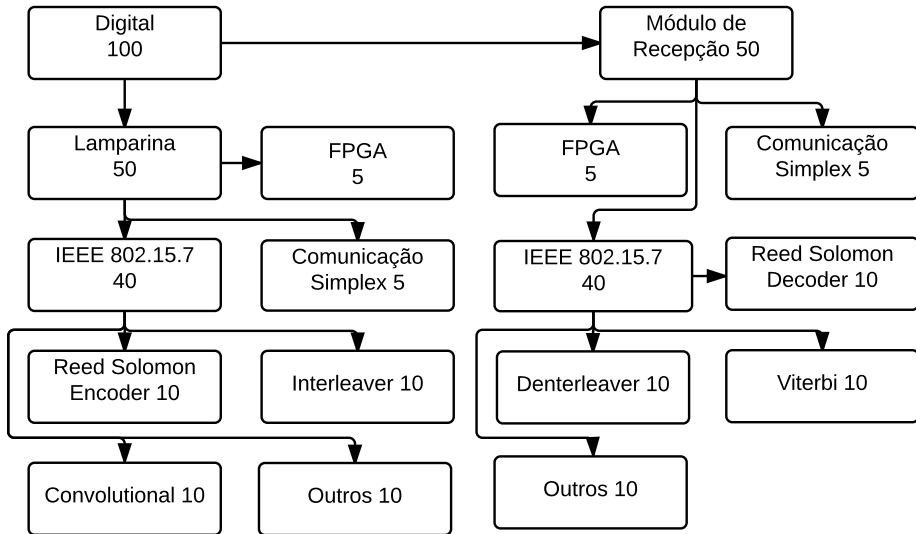 Digital
100
Módulo de
Recepção 50
Lamparina
50
FPGA
5
FPGA
5
Comunicação
Simplex 5
IEEE 802.15.7
40
Comunicação
Simplex 5
IEEE 802.15.7
40
Reed Solomon
Decoder 10
Reed Solomon
Encoder 10
Interleaver 10
Denterleaver 10
Viterbi 10
Convolutional 10
Outros 10
Outros 10